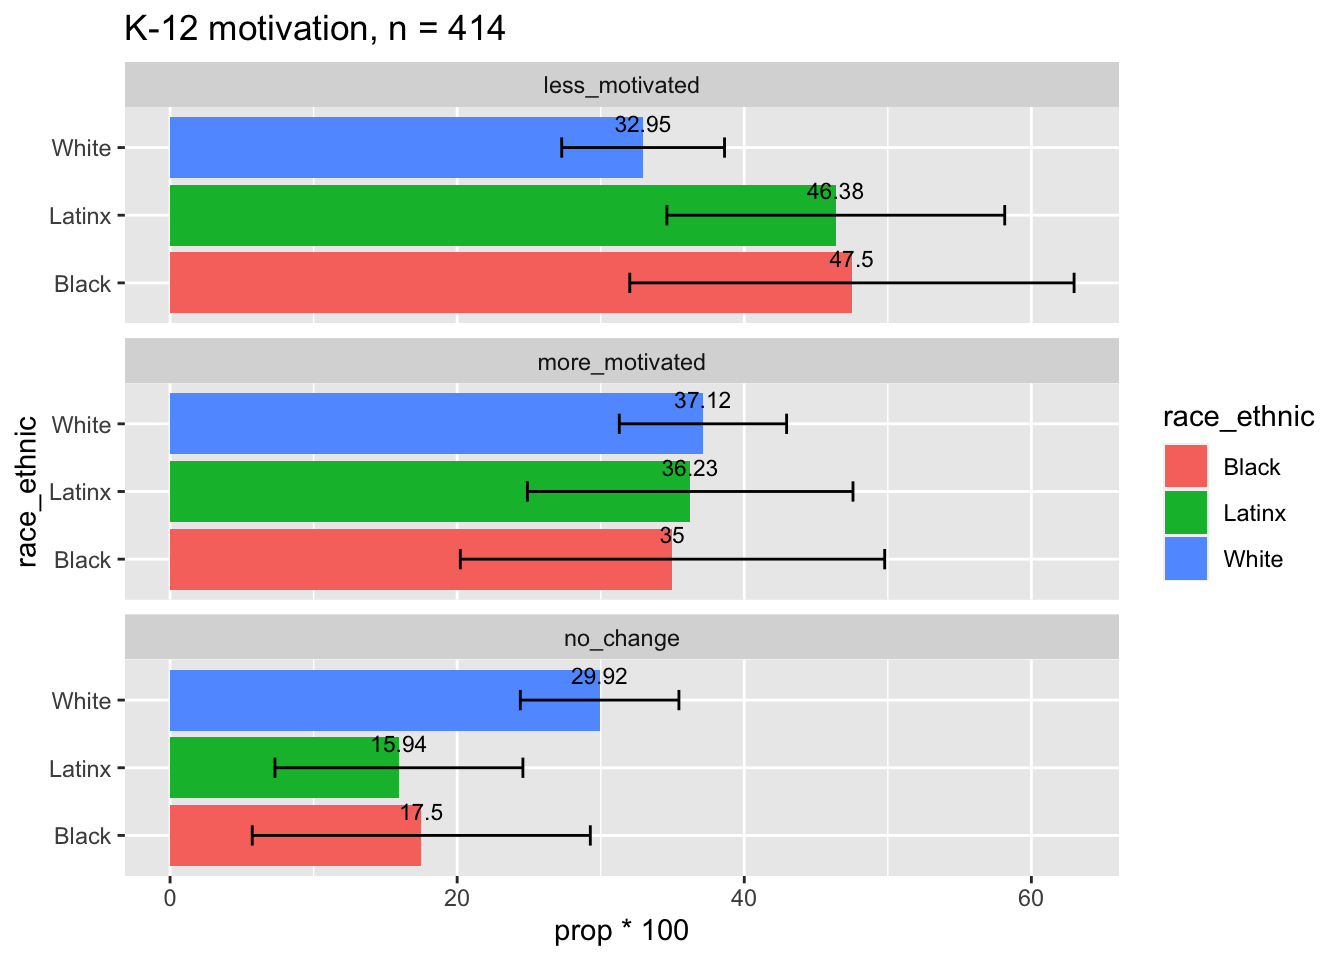 K-12 motivation, n = 414
less_motivated
White
32.95
Latinx
46.38
Black
47.5
more_motivated
White
37.12
Latinx
36.23
Black
35
no_change
White
29.92
Latinx
15.94
Black
17.5
0 20 40 60
prop * 100
race_ethnic
race_ethnic
Black
Latinx
White